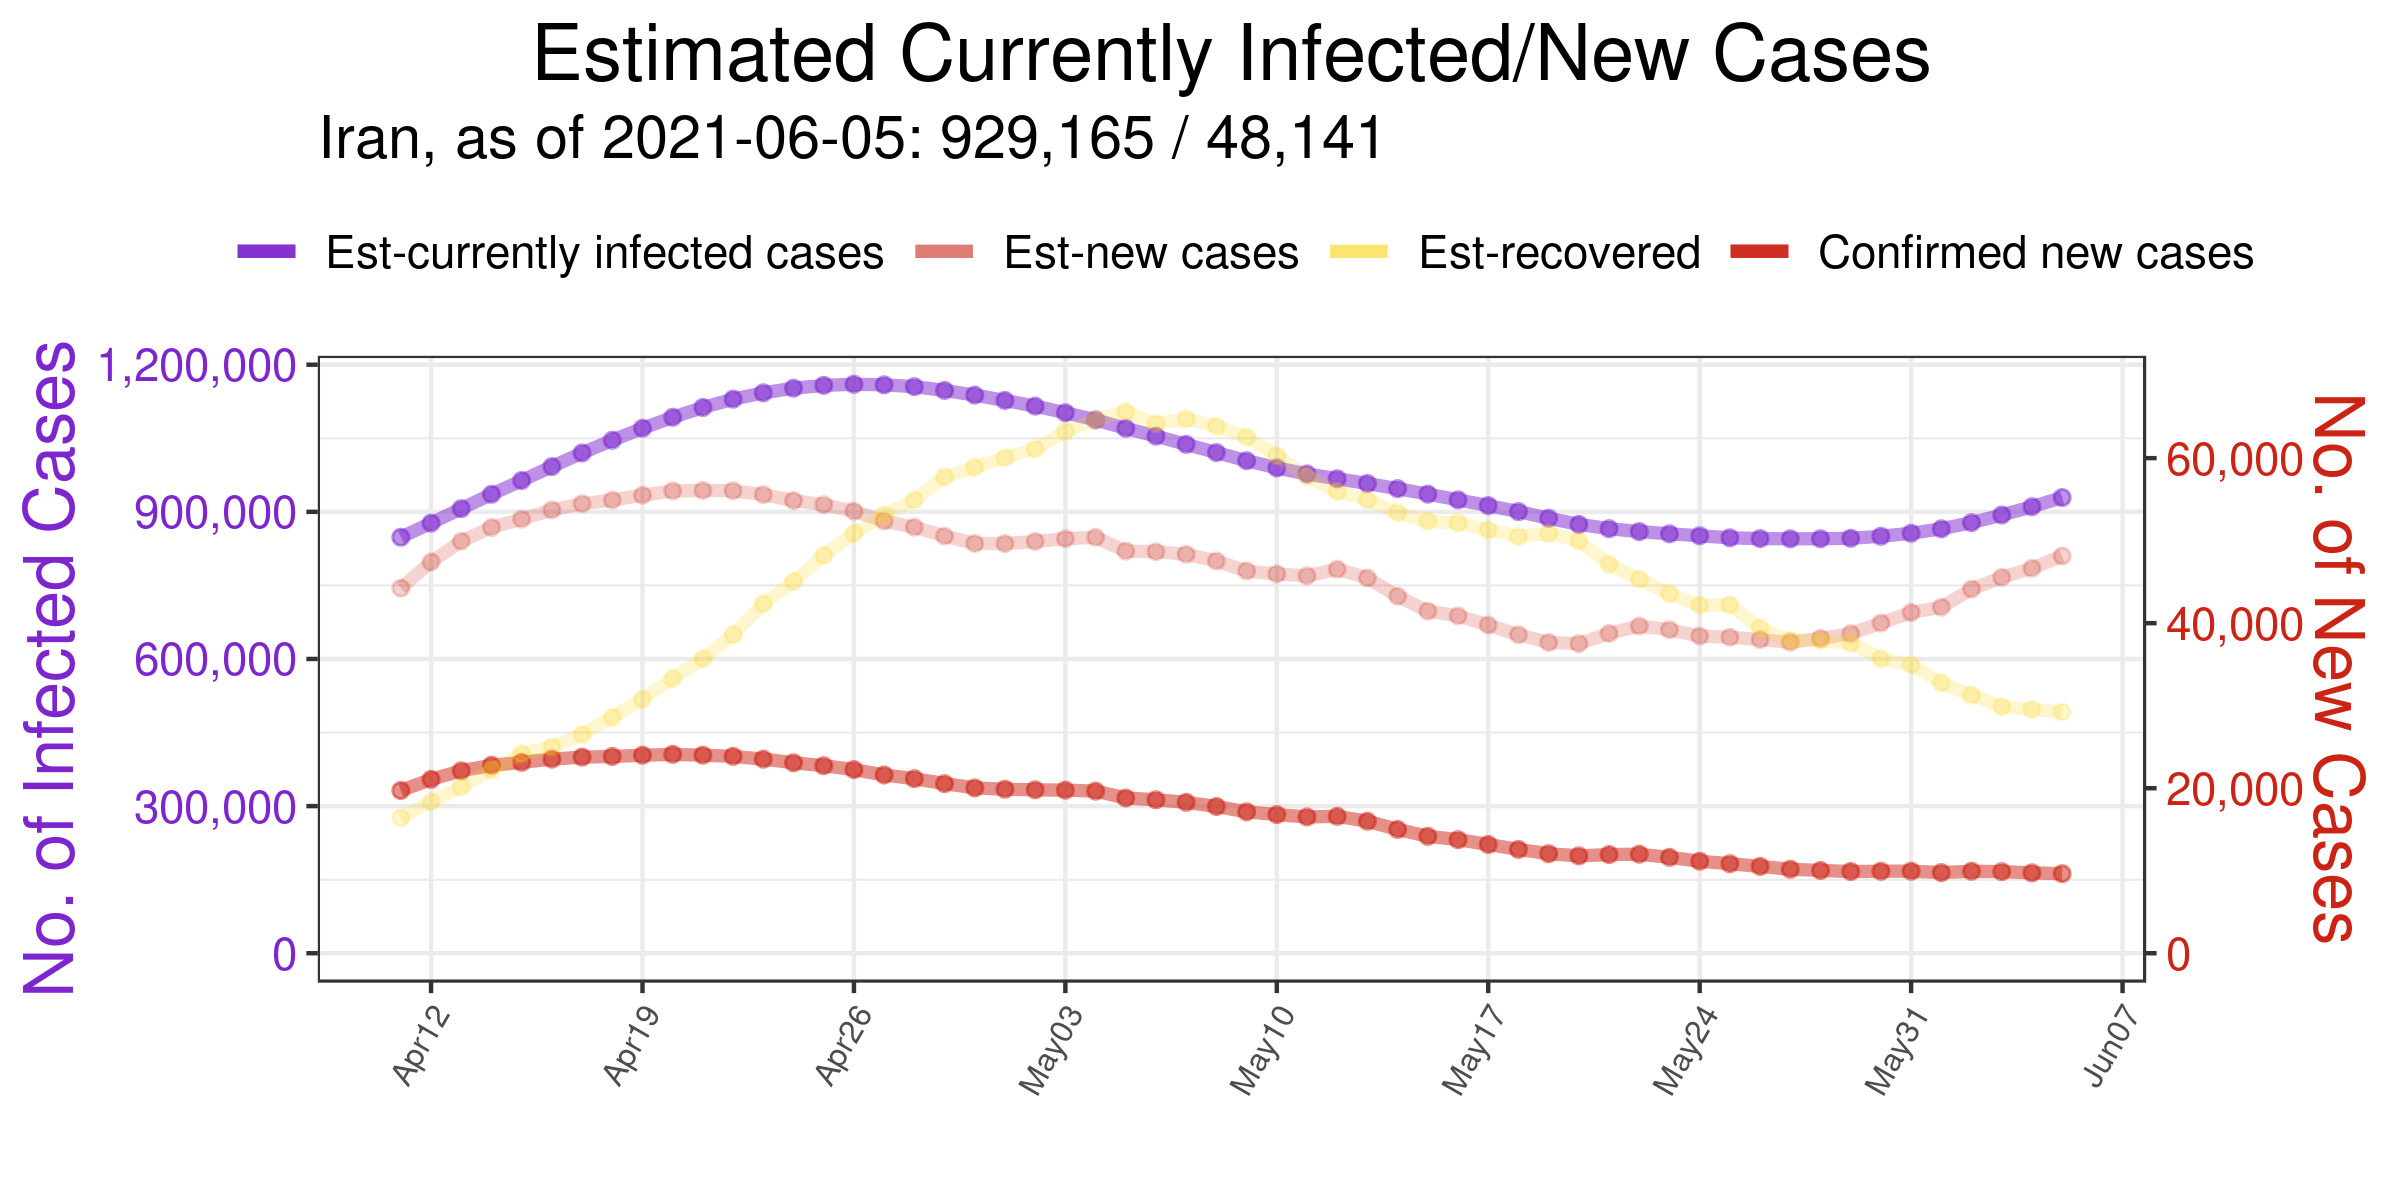 Estimated Currently Infected/New Cases
Iran, as of 2021-06-05: 929,165 / 48,141
Est-currently infected cases Est-new cases Est-recovered Confirmed new cases
No. of Infected Cases
1,200,000
900,000
600,000
300,000
0
60,000
40,000
20,000
0
No. of New Cases
Apr12 Apr19 Apr26 May03 May10 May17 May24 May31 Jun07